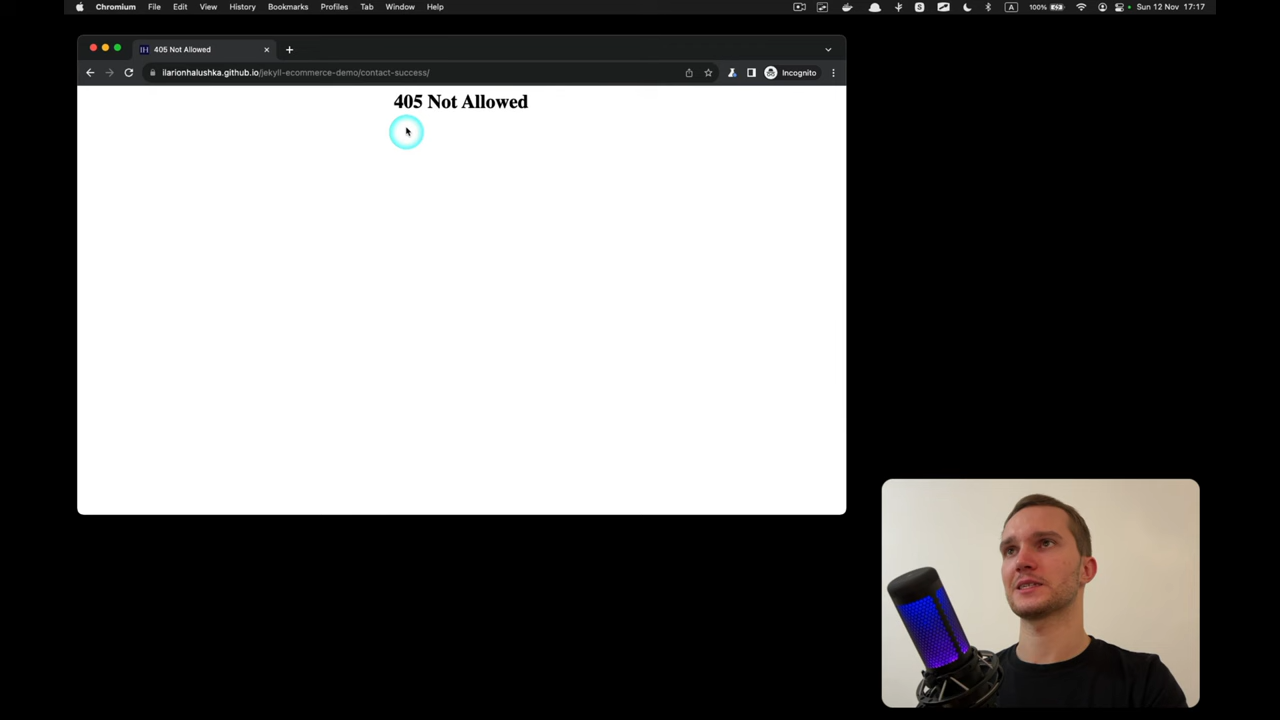 Chromium File Edit View History Bookmarks Profiles Tab Window Help S A 100% Sun 12 Nov 17:17
IH 405 Not Allowed
ilarionhalushka.github.io/jekyll-ecommerce-demo/contact-success/ Incognito
405 Not Allowed